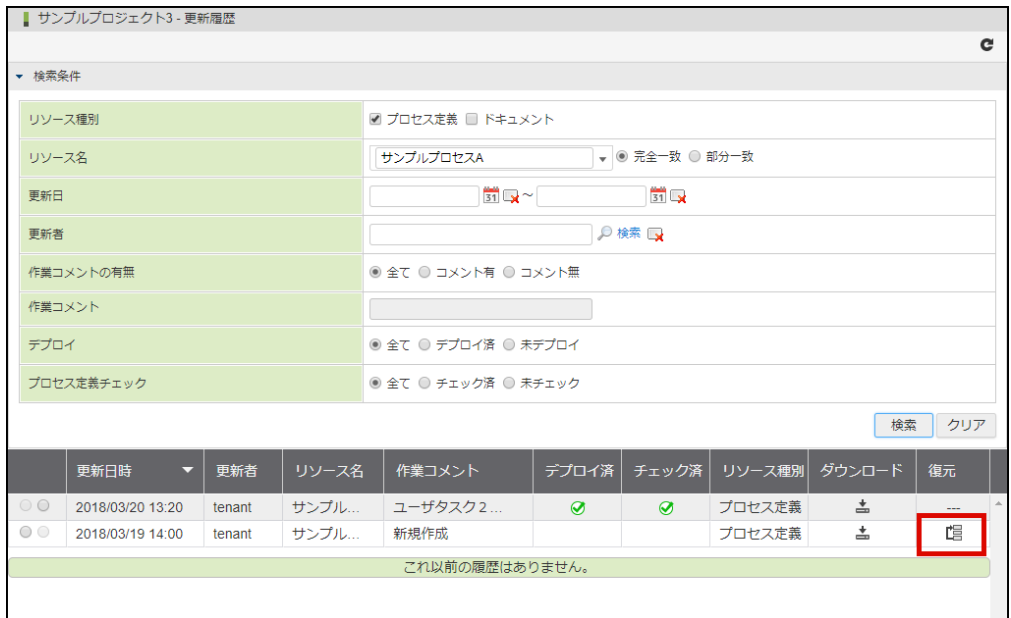 サンプルプロジェクト3 - 更新履歴
検索条件
リソース種別 プロセス定義 ドキュメント
リソース名 サンプルプロセスA 完全一致 部分一致
更新日 31 ~ 31
更新者 検索
作業コメントの有無 全て コメント有 コメント無
作業コメント
デプロイ 全て デプロイ済 未デプロイ
プロセス定義チェック 全て チェック済 未チェック
検索 クリア
更新日時 更新者 リソース名 作業コメント デプロイ済 チェック済 リソース種別 ダウンロード 復元
2018/03/20 13:20 tenant サンプル... ユーザタスク２... プロセス定義 ---
2018/03/19 14:00 tenant サンプル... 新規作成 プロセス定義
これ以前の履歴はありません。